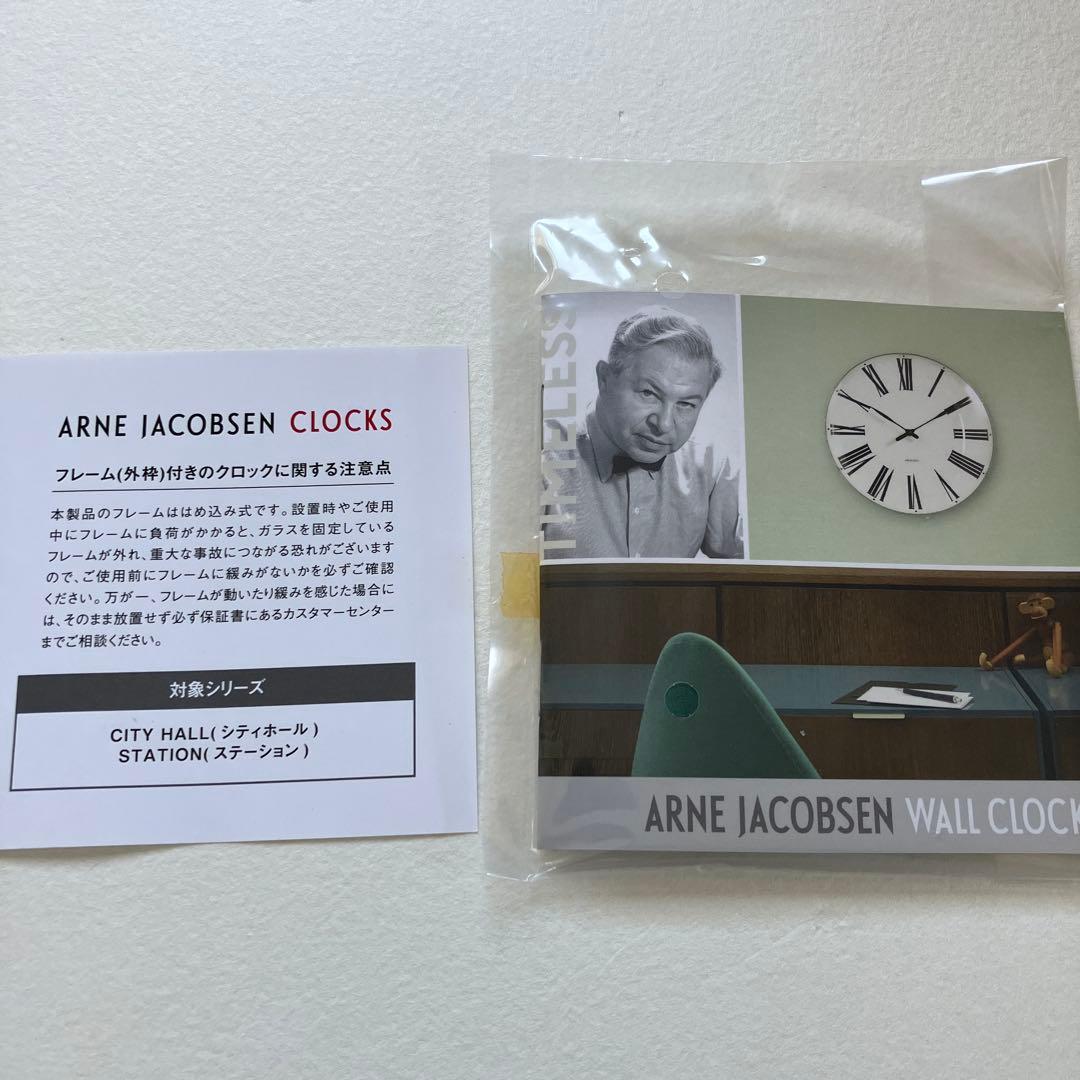 ARNE JACOBSEN CLOCKS
フレーム(外枠)付きのクロックに関する注意点
本製品のフレームははめ込み式です。設置時やご使用
中にフレームに負荷がかかると、ガラスを固定している
フレームが外れ、重大な事故につながる恐れがございます
ので、ご使用前にフレームに緩みがないかを必ずご確認
ください。万が一、フレームが動いたり緩みを感じた場合に
は、そのまま放置せず必ず保証書にあるカスタマーセンター
までご相談ください。
対象シリーズ
CITY HALL(シティホール)
STATION(ステーション)
TIMELESS
ARNE JACOBSEN WALL CLOCK